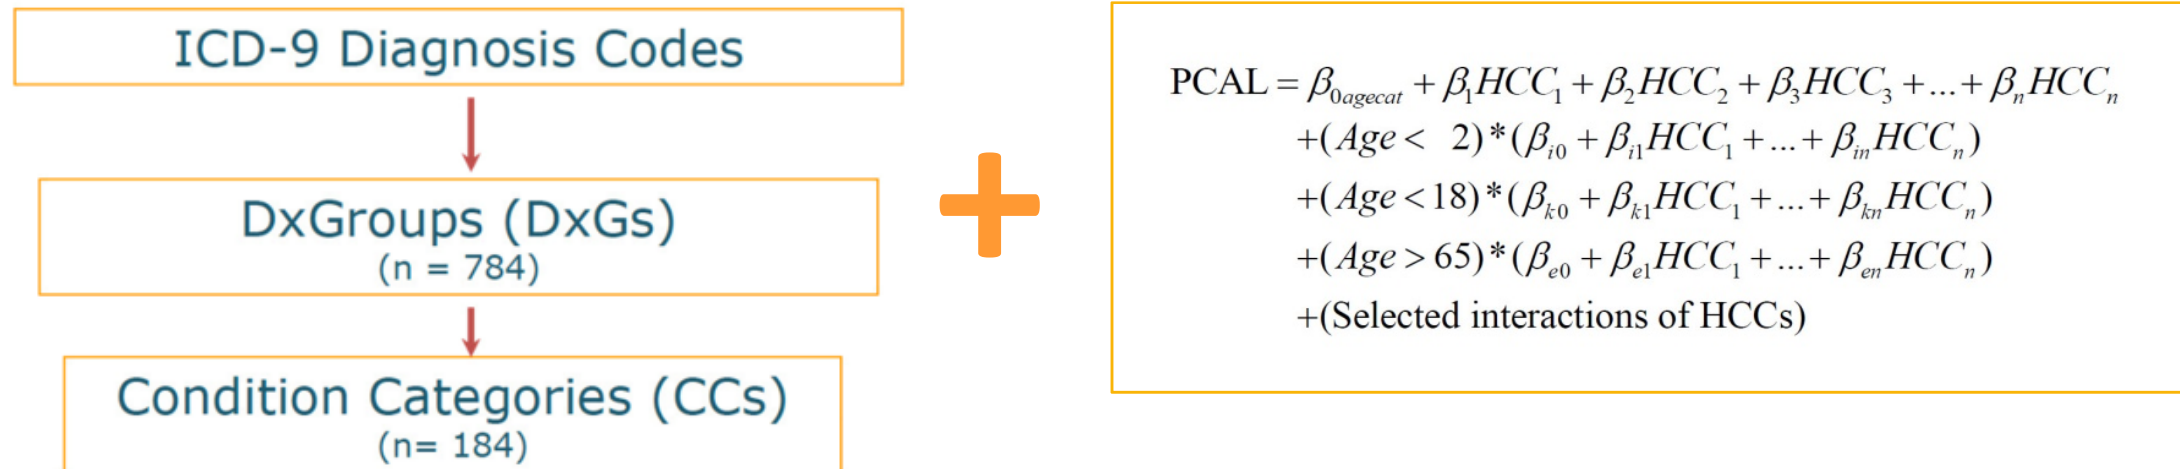 ICD-9 Diagnosis Codes
DxGroups (DxGs)
(n = 784)
Condition Categories (CCs)
(n= 184)
+
PCAL = β₀agecat + β₁HCC₁ + β₂HCC₂ + β₃HCC₃ + ... + βₙHCCₙ
+(Age < 2)*(βᵢ₀ + βᵢ₁HCC₁ + ... + βᵢₙHCCₙ)
+(Age < 18)*(βₖ₀ + βₖ₁HCC₁ + ... + βₖₙHCCₙ)
+(Age > 65)*(βₑ₀ + βₑ₁HCC₁ + ... + βₑₙHCCₙ)
+(Selected interactions of HCCs)